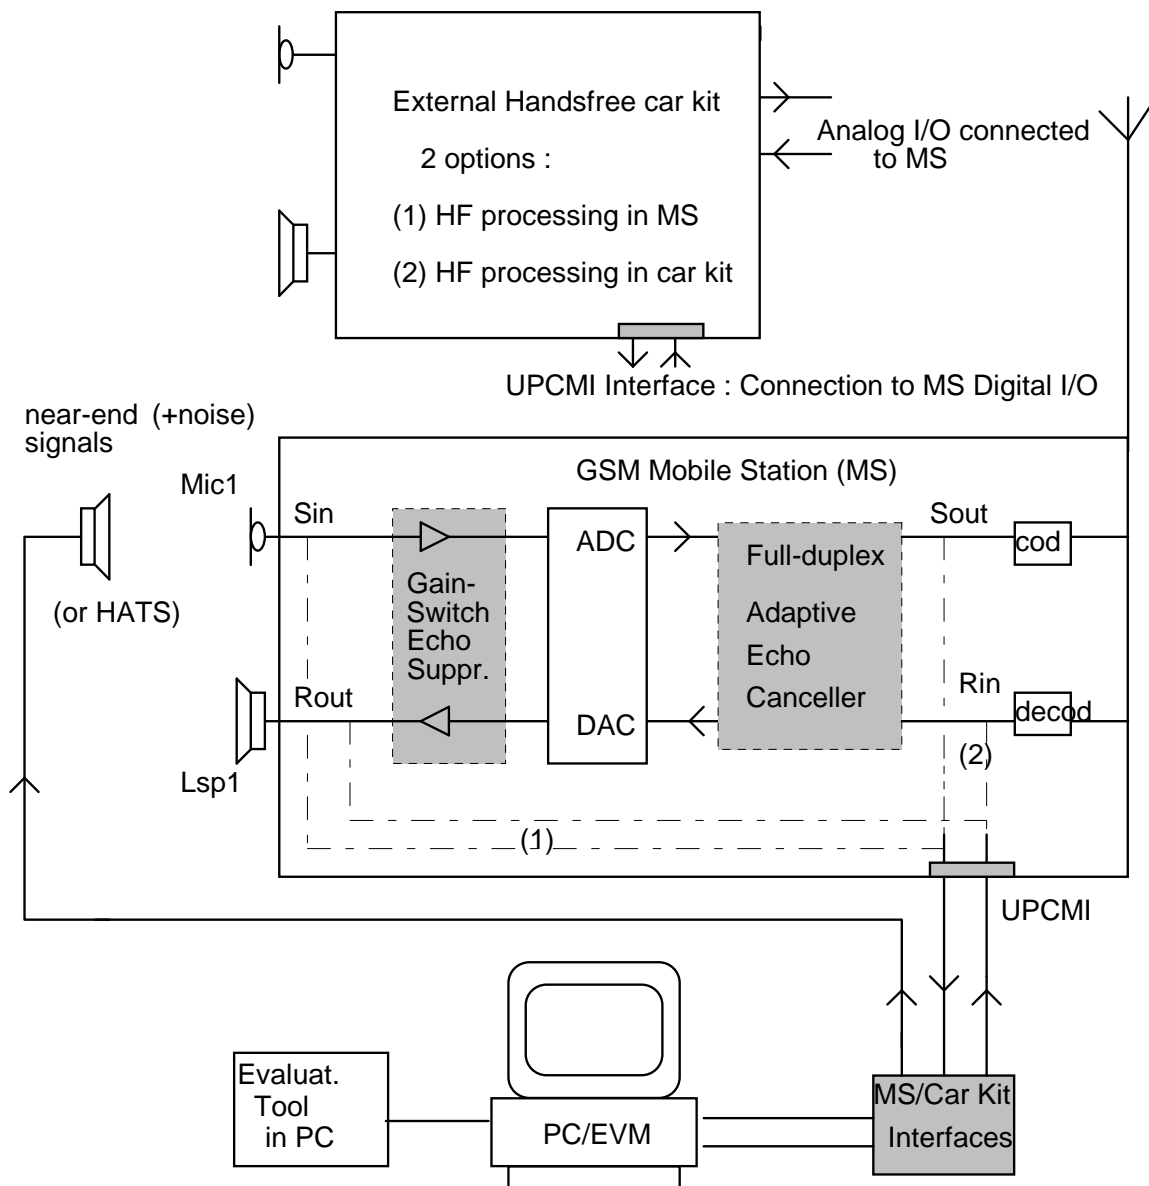 External Handsfree car kit
2 options :
(1) HF processing in MS
(2) HF processing in car kit
Analog I/O connected
to MS
UPCMI Interface : Connection to MS Digital I/O
near-end (+noise)
signals
(or HATS)
GSM Mobile Station (MS)
Mic1
Sin
Gain-
Switch
Echo
Suppr.
ADC
DAC
Full-duplex
Adaptive
Echo
Canceller
Sout
cod
Rout
Rin
decod
Lsp1
(2)
(1)
UPCMI
Evaluat.
Tool
in PC
PC/EVM
MS/Car Kit
Interfaces